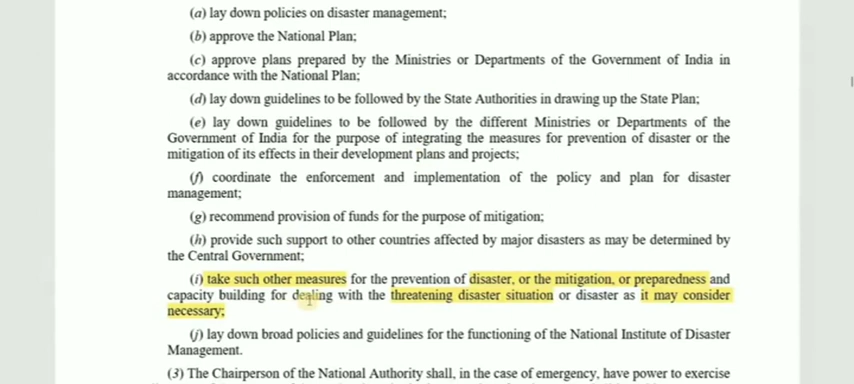 (a) lay down policies on disaster management;
(b) approve the National Plan;
(c) approve plans prepared by the Ministries or Departments of the Government of India in
accordance with the National Plan;
(d) lay down guidelines to be followed by the State Authorities in drawing up the State Plan;
(e) lay down guidelines to be followed by the different Ministries or Departments of the
Government of India for the purpose of integrating the measures for prevention of disaster or the
mitigation of its effects in their development plans and projects;
(f) coordinate the enforcement and implementation of the policy and plan for disaster
management;
(g) recommend provision of funds for the purpose of mitigation;
(h) provide such support to other countries affected by major disasters as may be determined by
the Central Government;
(i) take such other measures for the prevention of disaster, or the mitigation, or preparedness and
capacity building for dealing with the threatening disaster situation or disaster as it may consider
necessary;
(j) lay down broad policies and guidelines for the functioning of the National Institute of Disaster
Management.
(3) The Chairperson of the National Authority shall, in the case of emergency, have power to exercise